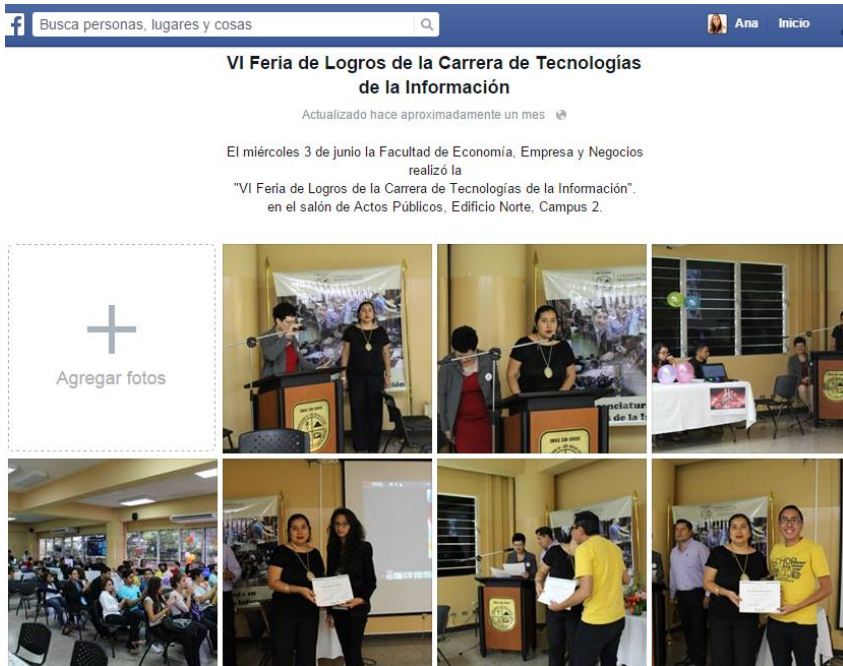 f
Busca personas, lugares y cosas
Ana Inicio
VI Feria de Logros de la Carrera de Tecnologías
de la Información
Actualizado hace aproximadamente un mes
El miércoles 3 de junio la Facultad de Economía, Empresa y Negocios
realizó la
"VI Feria de Logros de la Carrera de Tecnologías de la Información".
en el salón de Actos Públicos, Edificio Norte, Campus 2.
Agregar fotos